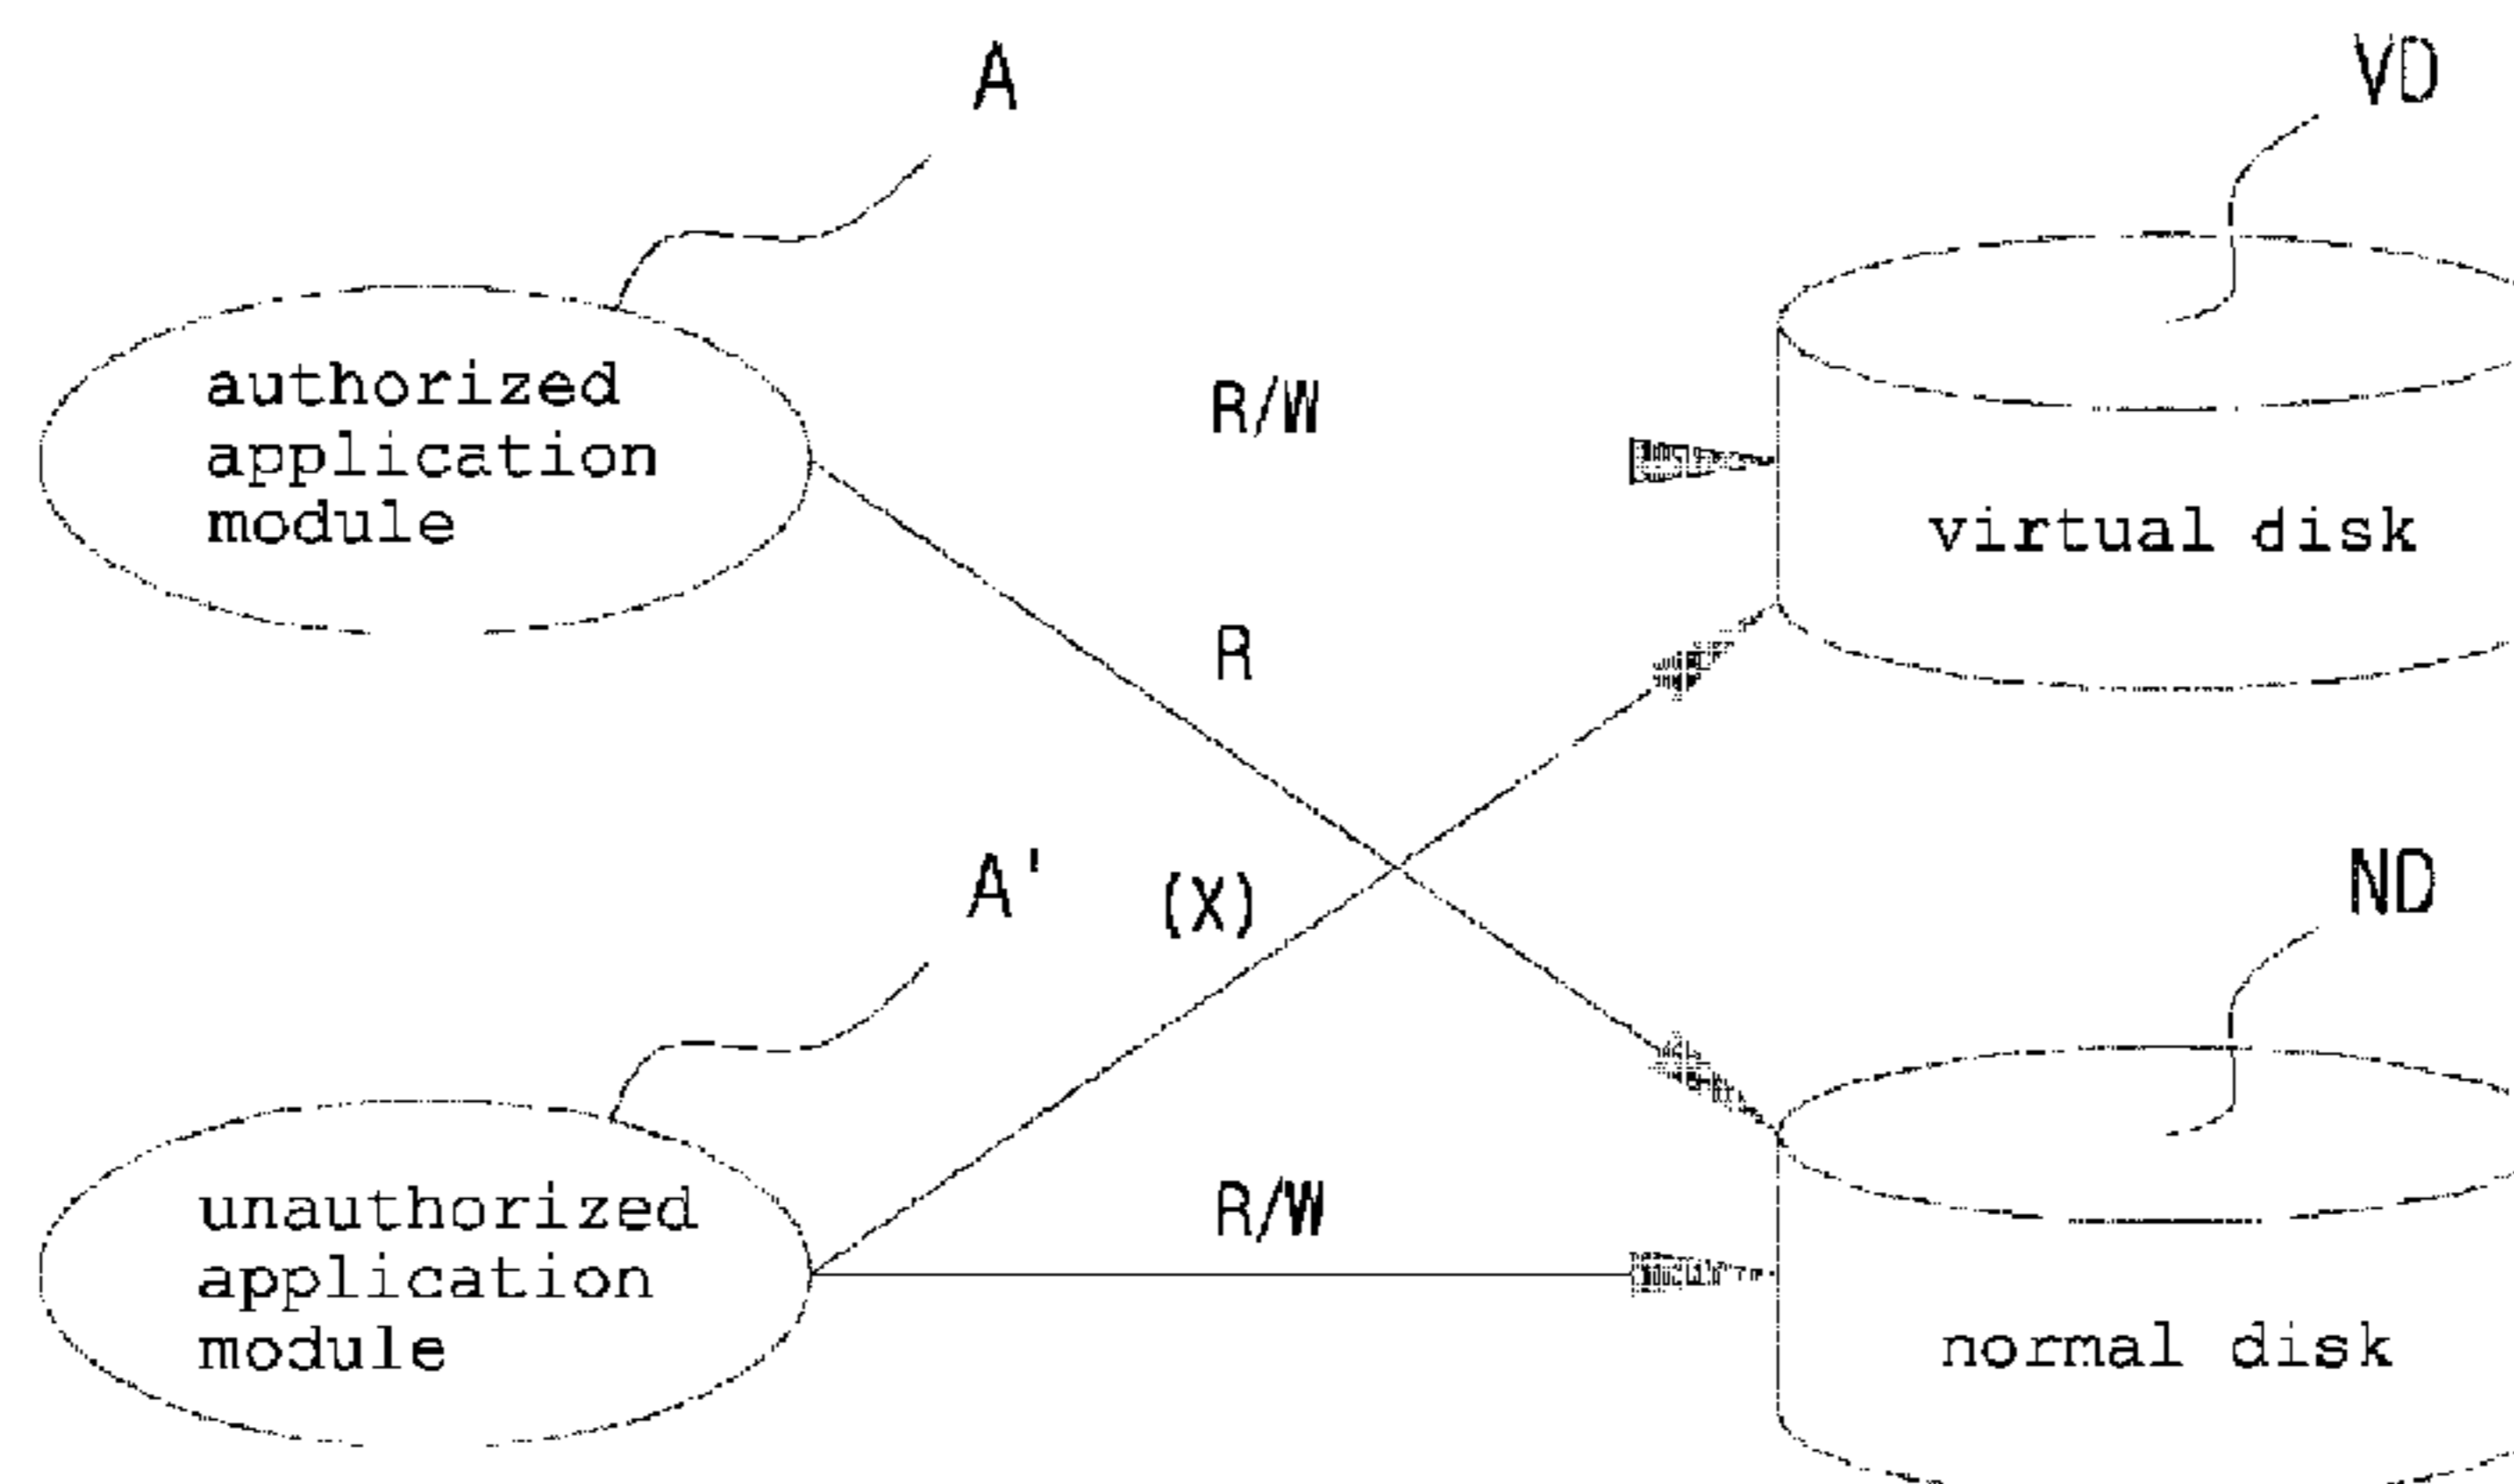 A
VD
authorized
application
module
R/W
virtual disk
R
A'
(X)
ND
unauthorized
application
module
R/W
normal disk